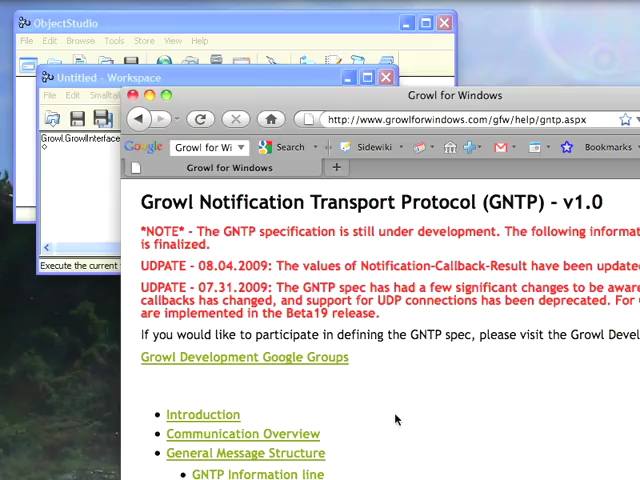 ObjectStudio
File Edit Browse Tools Store View Help
Untitled - Workspace
File Edit Smalltal
Growl.GrowlInterface
Execute the current
Growl for Windows
http://www.growlforwindows.com/gfw/help/gntp.aspx
Google Growl for Wi Search Sidewiki Bookmarks
Growl for Windows
Growl Notification Transport Protocol (GNTP) - v1.0
*NOTE* - The GNTP specification is still under development. The following informat
is finalized.
UDPATE - 08.04.2009: The values of Notification-Callback-Result have been update
UDPATE - 07.31.2009: The GNTP spec has had a few significant changes to be aware
callbacks has changed, and support for UDP connections has been deprecated. For G
are implemented in the Beta19 release.
If you would like to participate in defining the GNTP spec, please visit the Growl Devel
Growl Development Google Groups
Introduction
Communication Overview
General Message Structure
GNTP Information line